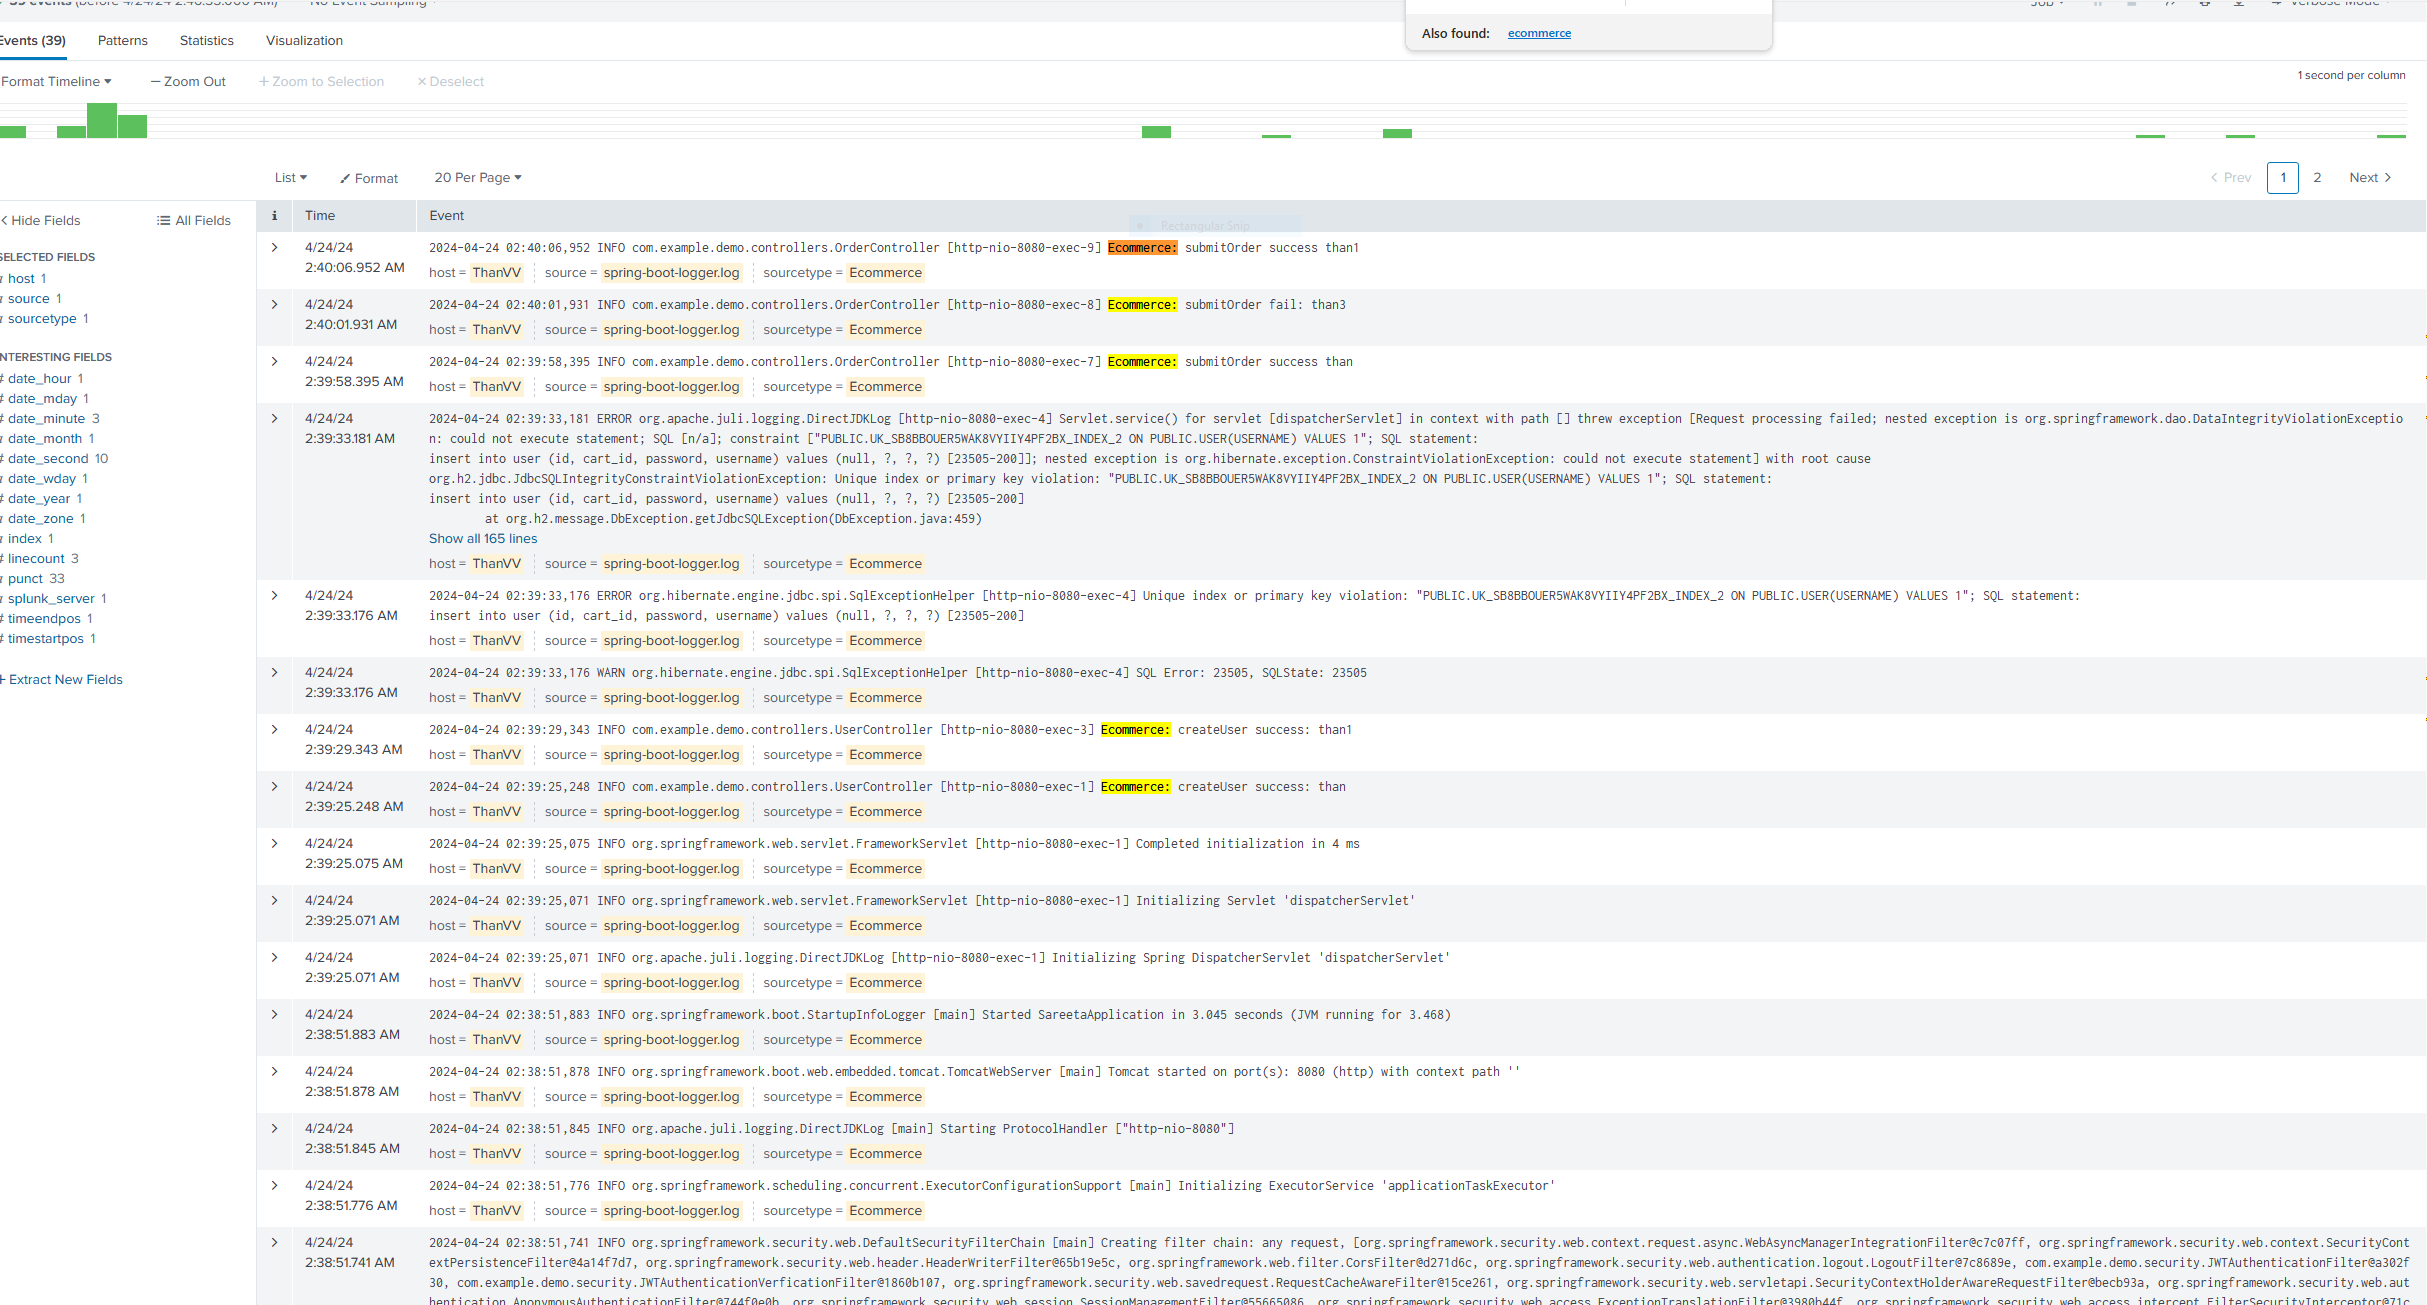 39 events (before 4/24/24 2:40:35.000 AM) No Event Sampling Job Verbose Mode
Also found: ecommerce
Events (39) Patterns Statistics Visualization
Format Timeline — Zoom Out + Zoom to Selection × Deselect
1 second per column
List Format 20 Per Page < Prev 1 2 Next >
< Hide Fields All Fields
SELECTED FIELDS
a host 1
a source 1
a sourcetype 1
INTERESTING FIELDS
# date_hour 1
# date_mday 1
# date_minute 3
a date_month 1
# date_second 10
a date_wday 1
# date_year 1
a date_zone 1
a index 1
# linecount 3
a punct 33
a splunk_server 1
# timeendpos 1
# timestartpos 1
+ Extract New Fields
i Time Event
Rectangular Snip
4/24/24 2024-04-24 02:40:06,952 INFO com.example.demo.controllers.OrderController [http-nio-8080-exec-9] Ecommerce: submitOrder success than1
2:40:06.952 AM host = ThanVV source = spring-boot-logger.log sourcetype = Ecommerce
4/24/24 2024-04-24 02:40:01,931 INFO com.example.demo.controllers.OrderController [http-nio-8080-exec-8] Ecommerce: submitOrder fail: than3
2:40:01.931 AM host = ThanVV source = spring-boot-logger.log sourcetype = Ecommerce
4/24/24 2024-04-24 02:39:58,395 INFO com.example.demo.controllers.OrderController [http-nio-8080-exec-7] Ecommerce: submitOrder success than
2:39:58.395 AM host = ThanVV source = spring-boot-logger.log sourcetype = Ecommerce
4/24/24 2024-04-24 02:39:33,181 ERROR org.apache.juli.logging.DirectJDKLog [http-nio-8080-exec-4] Servlet.service() for servlet [dispatcherServlet] in context with path [] threw exception [Request processing failed; nested exception is org.springframework.dao.DataIntegrityViolationExceptio
2:39:33.181 AM n: could not execute statement; SQL [n/a]; constraint ["PUBLIC.UK_SB8BBOUER5WAK8VYIIY4PF2BX_INDEX_2 ON PUBLIC.USER(USERNAME) VALUES 1"; SQL statement:
insert into user (id, cart_id, password, username) values (null, ?, ?, ?) [23505-200]]; nested exception is org.hibernate.exception.ConstraintViolationException: could not execute statement] with root cause
org.h2.jdbc.JdbcSQLIntegrityConstraintViolationException: Unique index or primary key violation: "PUBLIC.UK_SB8BBOUER5WAK8VYIIY4PF2BX_INDEX_2 ON PUBLIC.USER(USERNAME) VALUES 1"; SQL statement:
insert into user (id, cart_id, password, username) values (null, ?, ?, ?) [23505-200]
at org.h2.message.DbException.getJdbcSQLException(DbException.java:459)
Show all 165 lines
host = ThanVV source = spring-boot-logger.log sourcetype = Ecommerce
4/24/24 2024-04-24 02:39:33,176 ERROR org.hibernate.engine.jdbc.spi.SqlExceptionHelper [http-nio-8080-exec-4] Unique index or primary key violation: "PUBLIC.UK_SB8BBOUER5WAK8VYIIY4PF2BX_INDEX_2 ON PUBLIC.USER(USERNAME) VALUES 1"; SQL statement:
2:39:33.176 AM insert into user (id, cart_id, password, username) values (null, ?, ?, ?) [23505-200]
host = ThanVV source = spring-boot-logger.log sourcetype = Ecommerce
4/24/24 2024-04-24 02:39:33,176 WARN org.hibernate.engine.jdbc.spi.SqlExceptionHelper [http-nio-8080-exec-4] SQL Error: 23505, SQLState: 23505
2:39:33.176 AM host = ThanVV source = spring-boot-logger.log sourcetype = Ecommerce
4/24/24 2024-04-24 02:39:29,343 INFO com.example.demo.controllers.UserController [http-nio-8080-exec-3] Ecommerce: createUser success: than1
2:39:29.343 AM host = ThanVV source = spring-boot-logger.log sourcetype = Ecommerce
4/24/24 2024-04-24 02:39:25,248 INFO com.example.demo.controllers.UserController [http-nio-8080-exec-1] Ecommerce: createUser success: than
2:39:25.248 AM host = ThanVV source = spring-boot-logger.log sourcetype = Ecommerce
4/24/24 2024-04-24 02:39:25,075 INFO org.springframework.web.servlet.FrameworkServlet [http-nio-8080-exec-1] Completed initialization in 4 ms
2:39:25.075 AM host = ThanVV source = spring-boot-logger.log sourcetype = Ecommerce
4/24/24 2024-04-24 02:39:25,071 INFO org.springframework.web.servlet.FrameworkServlet [http-nio-8080-exec-1] Initializing Servlet 'dispatcherServlet'
2:39:25.071 AM host = ThanVV source = spring-boot-logger.log sourcetype = Ecommerce
4/24/24 2024-04-24 02:39:25,071 INFO org.apache.juli.logging.DirectJDKLog [http-nio-8080-exec-1] Initializing Spring DispatcherServlet 'dispatcherServlet'
2:39:25.071 AM host = ThanVV source = spring-boot-logger.log sourcetype = Ecommerce
4/24/24 2024-04-24 02:38:51,883 INFO org.springframework.boot.StartupInfoLogger [main] Started SareetaApplication in 3.045 seconds (JVM running for 3.468)
2:38:51.883 AM host = ThanVV source = spring-boot-logger.log sourcetype = Ecommerce
4/24/24 2024-04-24 02:38:51,878 INFO org.springframework.boot.web.embedded.tomcat.TomcatWebServer [main] Tomcat started on port(s): 8080 (http) with context path ''
2:38:51.878 AM host = ThanVV source = spring-boot-logger.log sourcetype = Ecommerce
4/24/24 2024-04-24 02:38:51,845 INFO org.apache.juli.logging.DirectJDKLog [main] Starting ProtocolHandler ["http-nio-8080"]
2:38:51.845 AM host = ThanVV source = spring-boot-logger.log sourcetype = Ecommerce
4/24/24 2024-04-24 02:38:51,776 INFO org.springframework.scheduling.concurrent.ExecutorConfigurationSupport [main] Initializing ExecutorService 'applicationTaskExecutor'
2:38:51.776 AM host = ThanVV source = spring-boot-logger.log sourcetype = Ecommerce
4/24/24 2024-04-24 02:38:51,741 INFO org.springframework.security.web.DefaultSecurityFilterChain [main] Creating filter chain: any request, [org.springframework.security.web.context.request.async.WebAsyncManagerIntegrationFilter@c7c07ff, org.springframework.security.web.context.SecurityCont
2:38:51.741 AM extPersistenceFilter@4a14f7d7, org.springframework.security.web.header.HeaderWriterFilter@65b19e5c, org.springframework.web.filter.CorsFilter@d271d6c, org.springframework.security.web.authentication.logout.LogoutFilter@7c8689e, com.example.demo.security.JWTAuthenticationFilter@a302f
30, com.example.demo.security.JWTAuthenticationVerficationFilter@1860b107, org.springframework.security.web.savedrequest.RequestCacheAwareFilter@15ce261, org.springframework.security.web.servletapi.SecurityContextHolderAwareRequestFilter@becb93a, org.springframework.security.web.aut
hentication.AnonymousAuthenticationFilter@744f0e0b, org.springframework.security.web.session.SessionManagementFilter@55665086, org.springframework.security.web.access.ExceptionTranslationFilter@3980b44f, org.springframework.security.web.access.intercept.FilterSecurityInterceptor@71c